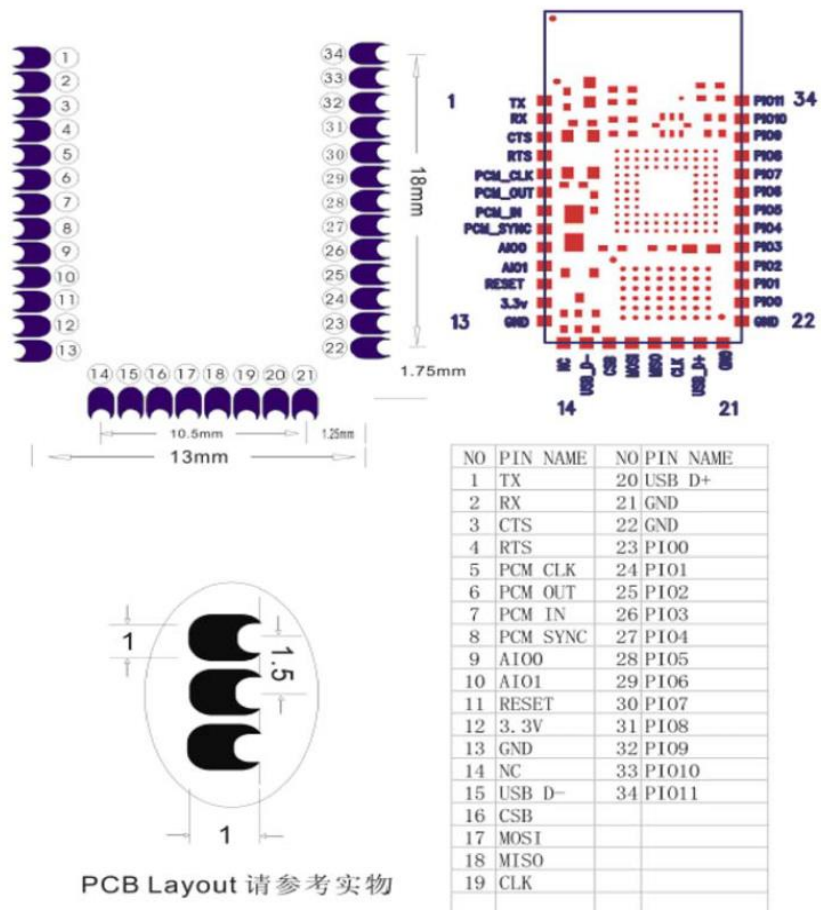 1
2
3
4
5
6
7
8
9
10
11
12
13
34
33
32
31
30
29
28
27
26
25
24
23
22
14 15 16 17 18 19 20 21
18mm
1.75mm
10.5mm
1.25mm
13mm
1
13
TX
RX
CTS
RTS
PCM_CLK
PCM_OUT
PCM_IN
PCM_SYNC
AIO0
AIO1
RESET
3.3v
GND
PIO11 34
PIO10
PIO9
PIO8
PIO7
PIO6
PIO5
PIO4
PIO3
PIO2
PIO1
PIO0
GND 22
NC USB_D- CSB MOSI MISO CLK USB_D+ GND
14 21
NO PIN NAME NO PIN NAME
1 TX 20 USB D+
2 RX 21 GND
3 CTS 22 GND
4 RTS 23 PIO0
5 PCM CLK 24 PIO1
6 PCM OUT 25 PIO2
7 PCM IN 26 PIO3
8 PCM SYNC 27 PIO4
9 AIO0 28 PIO5
10 AIO1 29 PIO6
11 RESET 30 PIO7
12 3.3V 31 PIO8
13 GND 32 PIO9
14 NC 33 PIO10
15 USB D- 34 PIO11
16 CSB
17 MOSI
18 MISO
19 CLK
1
1.5
1
PCB Layout 请参考实物